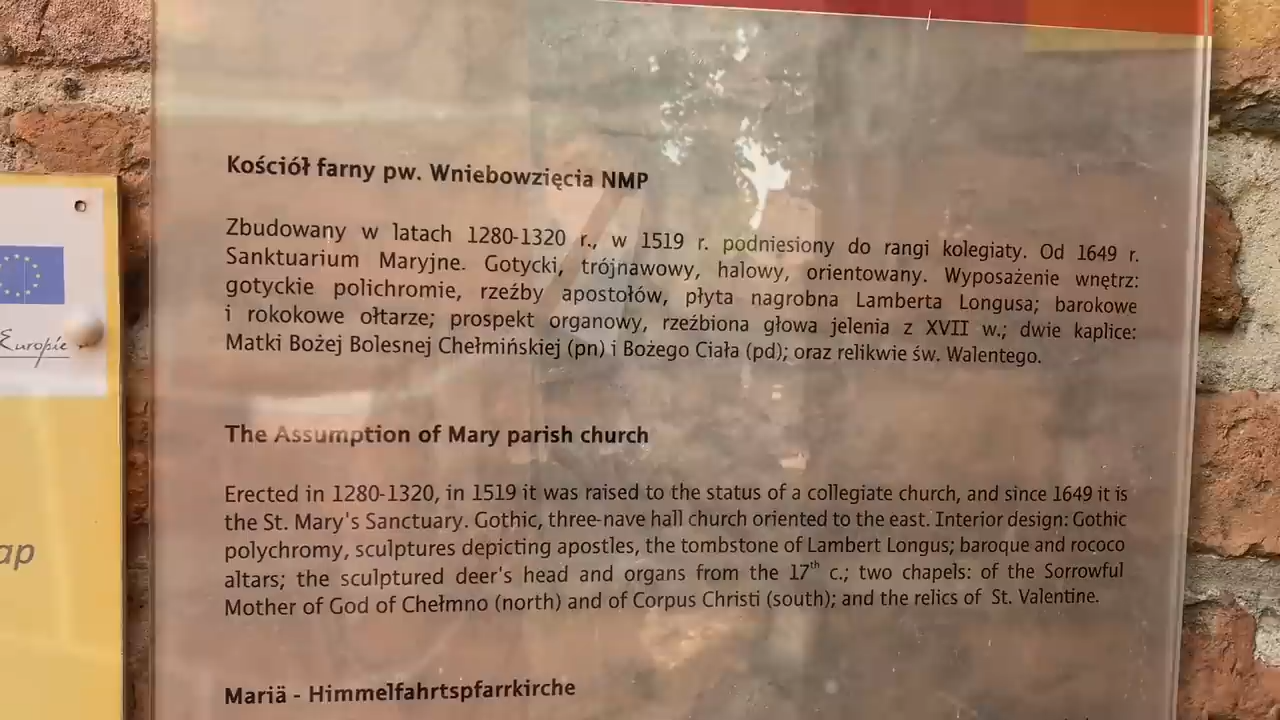 Kościół farny pw. Wniebowzięcia NMP
Zbudowany w latach 1280-1320 r., w 1519 r. podniesiony do rangi kolegiaty. Od 1649 r.
Sanktuarium Maryjne. Gotycki, trójnawowy, halowy, orientowany. Wyposażenie wnętrz:
gotyckie polichromie, rzeźby apostołów, płyta nagrobna Lamberta Longusa; barokowe
i rokokowe ołtarze; prospekt organowy, rzeźbiona głowa jelenia z XVII w.; dwie kaplice:
Matki Bożej Bolesnej Chełmińskiej (pn) i Bożego Ciała (pd); oraz relikwie św. Walentego.
Europie
The Assumption of Mary parish church
Erected in 1280-1320, in 1519 it was raised to the status of a collegiate church, and since 1649 it is
the St. Mary's Sanctuary. Gothic, three-nave hall church oriented to the east. Interior design: Gothic
polychromy, sculptures depicting apostles, the tombstone of Lambert Longus; baroque and rococo
altars; the sculptured deer's head and organs from the 17th c.; two chapels: of the Sorrowful
Mother of God of Chełmno (north) and of Corpus Christi (south); and the relics of St. Valentine.
ap
Mariä - Himmelfahrtspfarrkirche